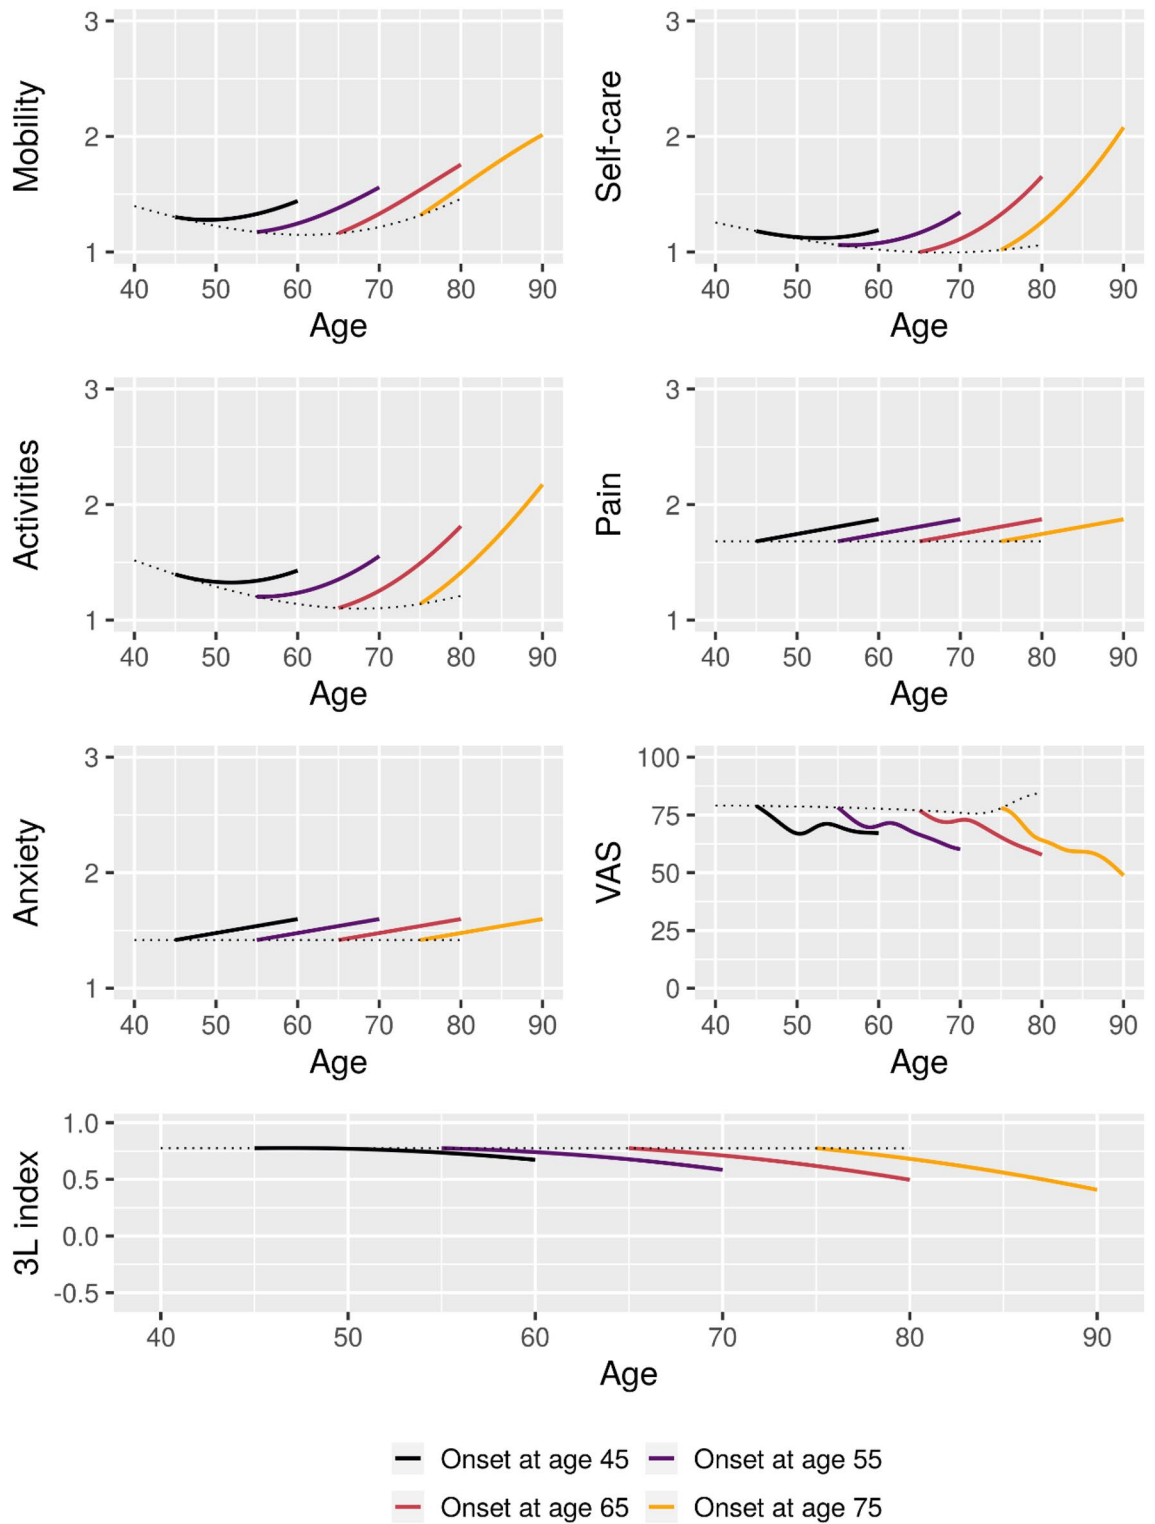 3
2
1
Mobility
40 50 60 70 80 90
Age
3
2
1
Self-care
40 50 60 70 80 90
Age
3
2
1
Activities
40 50 60 70 80 90
Age
3
2
1
Pain
40 50 60 70 80 90
Age
3
2
1
Anxiety
40 50 60 70 80 90
Age
100
75
50
25
0
VAS
40 50 60 70 80 90
Age
1.0
0.5
0.0
-0.5
3L index
40 50 60 70 80 90
Age
Onset at age 45 Onset at age 55
Onset at age 65 Onset at age 75